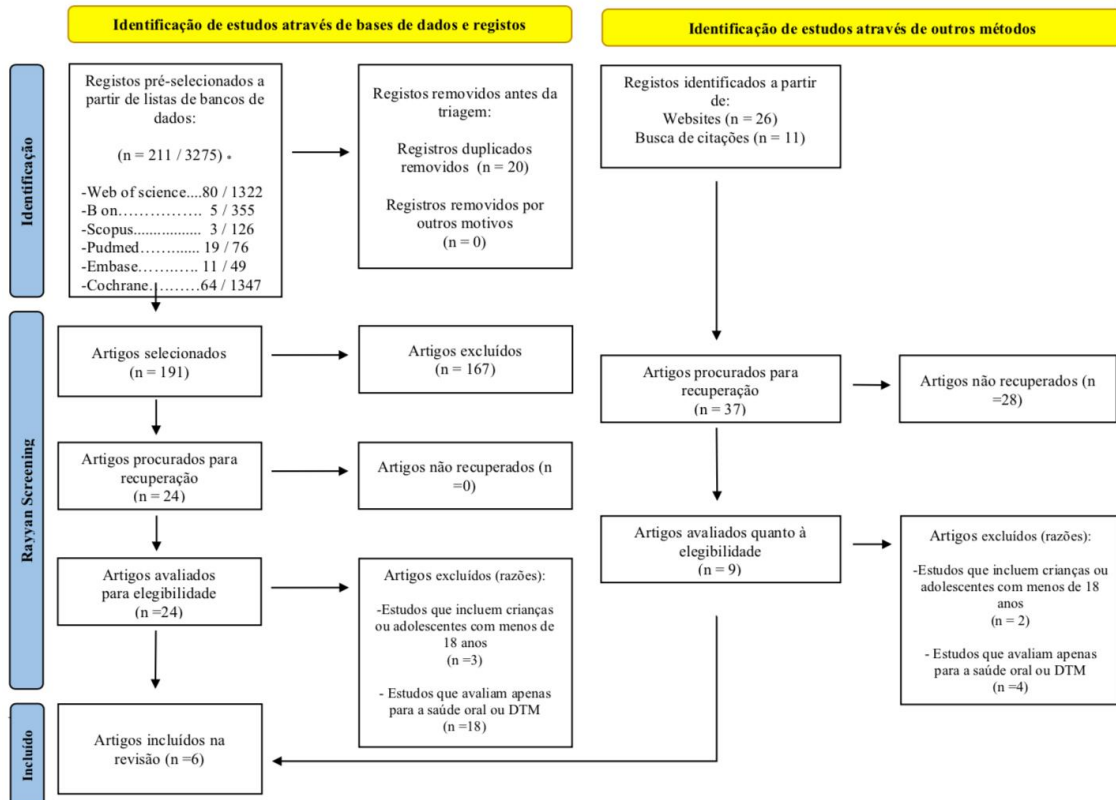 Identificação de estudos através de bases de dados e registos
Identificação de estudos através de outros métodos
Identificação
Registos pré-selecionados a
partir de listas de bancos de
dados:
(n = 211 / 3275) *
-Web of science....80 / 1322
-B on……………. 5 / 355
-Scopus................. 3 / 126
-Pudmed……...... 19 / 76
-Embase…….….. 11 / 49
-Cochrane….……64 / 1347
Registos removidos antes da
triagem:
Registros duplicados
removidos (n = 20)
Registros removidos por
outros motivos
(n = 0)
Registos identificados a partir
de:
Websites (n = 26)
Busca de citações (n = 11)
Rayyan Screening
Artigos selecionados
(n = 191)
Artigos excluídos
(n = 167)
Artigos procurados para
recuperação
(n = 24)
Artigos não recuperados (n
=0)
Artigos avaliados
para elegibilidade
(n =24)
Artigos excluídos (razões):
-Estudos que incluem crianças
ou adolescentes com menos de
18 anos
(n =3)
- Estudos que avaliam apenas
para a saúde oral ou DTM
(n =18)
Artigos procurados para
recuperação
(n = 37)
Artigos não recuperados (n
=28)
Artigos avaliados quanto à
elegibilidade
(n = 9)
Artigos excluídos (razões):
-Estudos que incluem crianças ou
adolescentes com menos de 18
anos
(n = 2)
- Estudos que avaliam apenas
para a saúde oral ou DTM
(n =4)
Incluído
Artigos incluídos na
revisão (n =6)